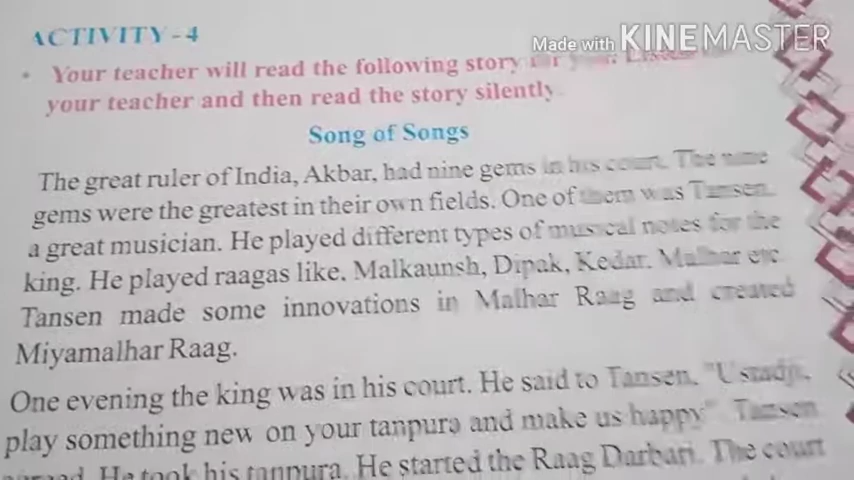 ACTIVITY - 4
Made with KINEMASTER
• Your teacher will read the following story for you.
your teacher and then read the story silently.
Song of Songs
The great ruler of India, Akbar, had nine gems in his court. The nine
gems were the greatest in their own fields. One of them was Tansen,
a great musician. He played different types of musical notes for the
king. He played raagas like, Malkaunsh, Dipak, Kedar, Malhar etc.
Tansen made some innovations in Malhar Raag and created
Miyamalhar Raag.
One evening the king was in his court. He said to Tansen, "Ustadji,
play something new on your tanpura and make us happy". Tansen
agreed. He took his tanpura. He started the Raag Darbari. The court